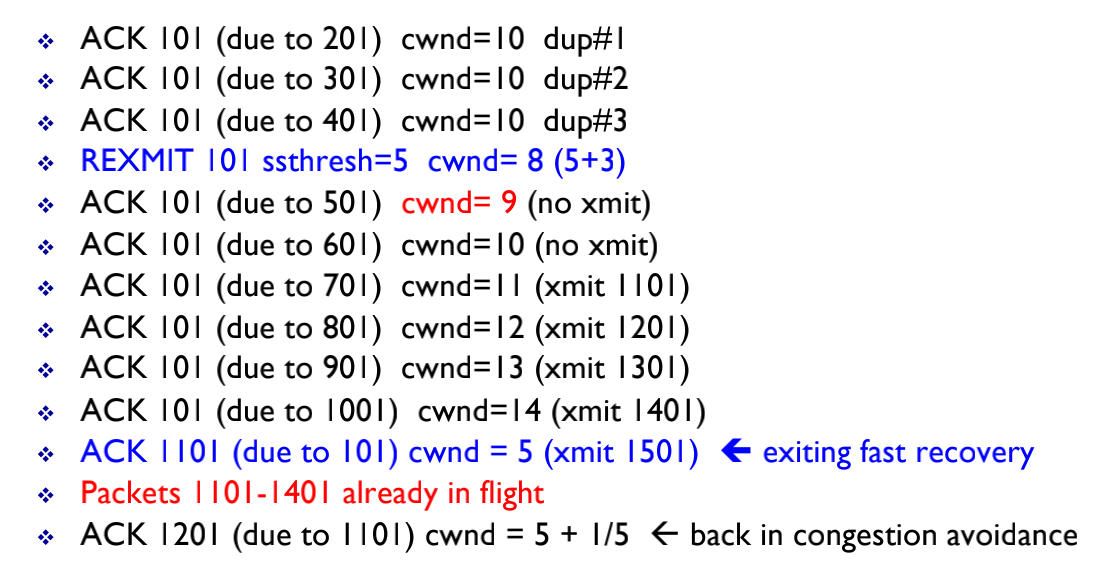 ❖ ACK 101 (due to 201) cwnd=10 dup#1
❖ ACK 101 (due to 301) cwnd=10 dup#2
❖ ACK 101 (due to 401) cwnd=10 dup#3
❖ REXMIT 101 ssthresh=5 cwnd= 8 (5+3)
❖ ACK 101 (due to 501) cwnd= 9 (no xmit)
❖ ACK 101 (due to 601) cwnd=10 (no xmit)
❖ ACK 101 (due to 701) cwnd=11 (xmit 1101)
❖ ACK 101 (due to 801) cwnd=12 (xmit 1201)
❖ ACK 101 (due to 901) cwnd=13 (xmit 1301)
❖ ACK 101 (due to 1001) cwnd=14 (xmit 1401)
❖ ACK 1101 (due to 101) cwnd = 5 (xmit 1501) ← exiting fast recovery
❖ Packets 1101-1401 already in flight
❖ ACK 1201 (due to 1101) cwnd = 5 + 1/5 ← back in congestion avoidance